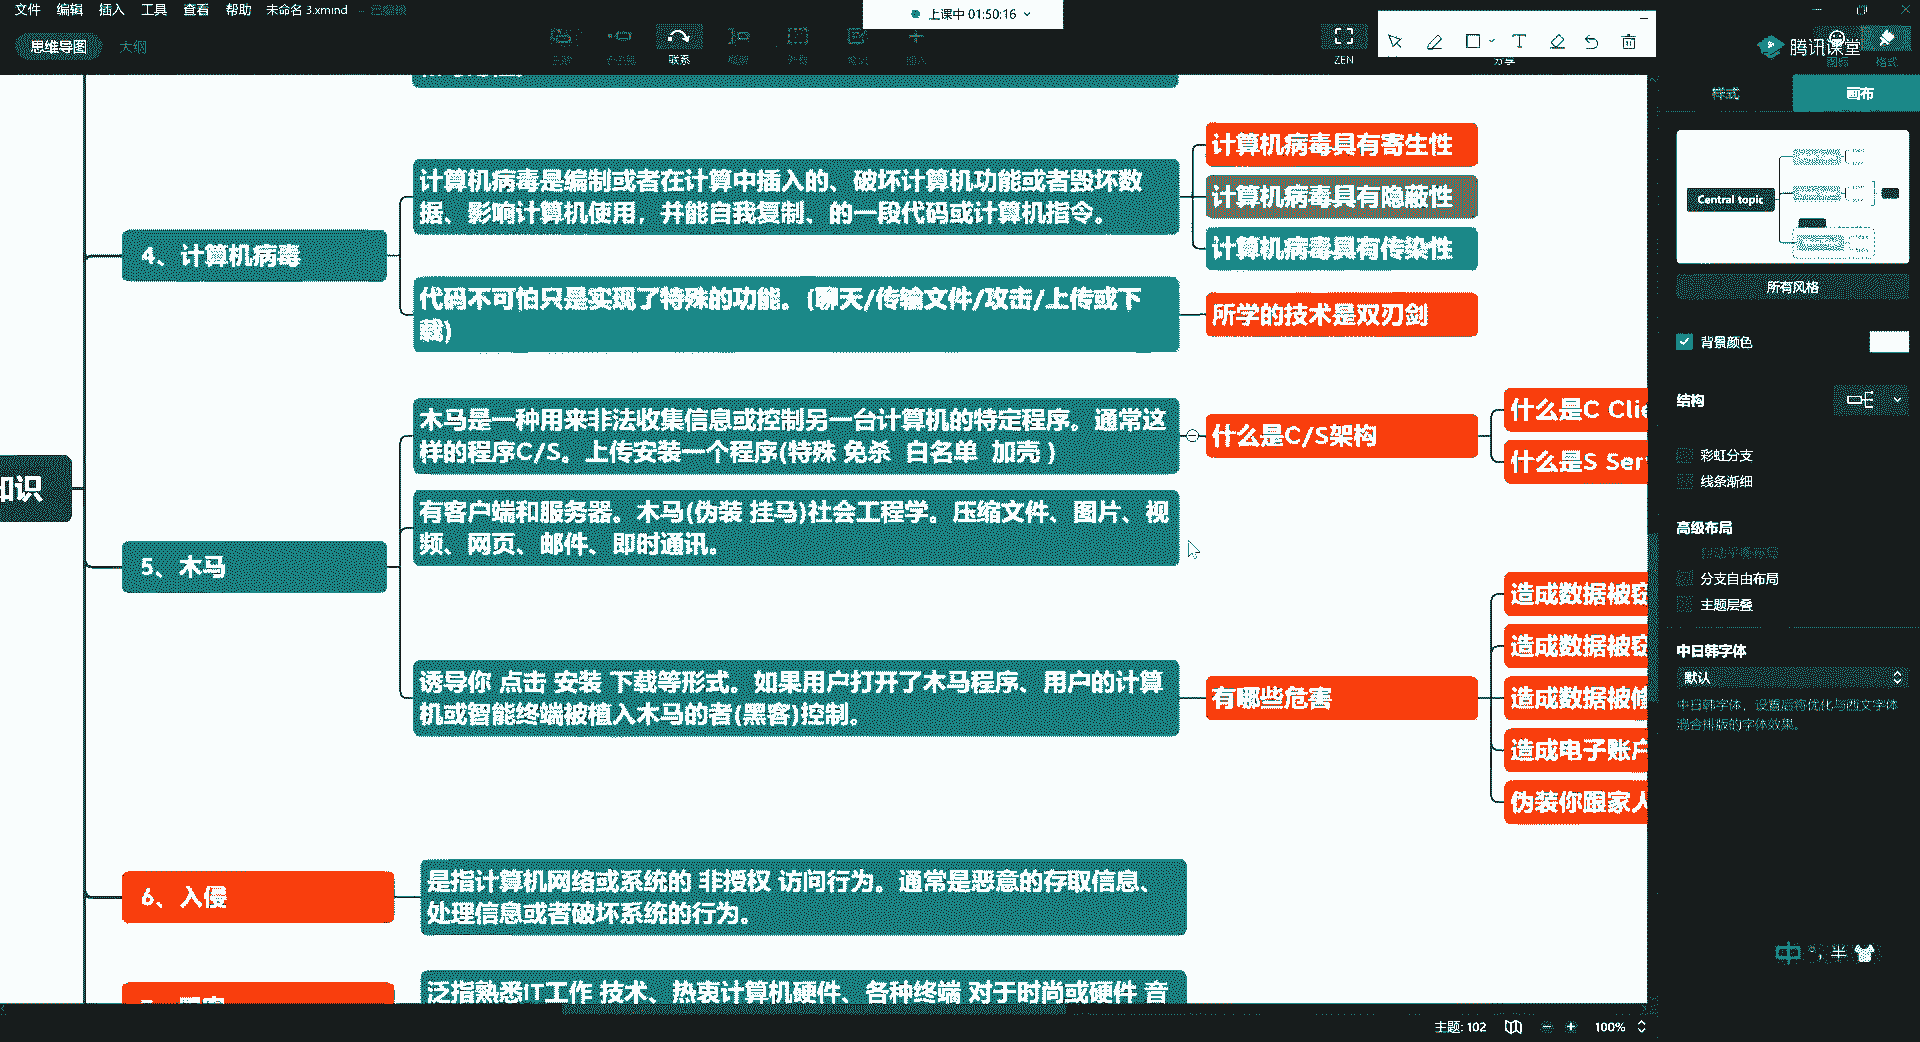 文件 编辑 插入 工具 查看 帮助 未命名 3.xmind
上课中 01:50:16
思维导图 大纲
联系
ZEN
分享
腾讯课堂
格式
样式 画布
计算机病毒具有寄生性
计算机病毒是编制或者在计算中插入的、破坏计算机功能或者毁坏数
据、影响计算机使用，并能自我复制、的一段代码或计算机指令。
计算机病毒具有隐蔽性
计算机病毒具有传染性
4、计算机病毒
代码不可怕只是实现了特殊的功能。(聊天/传输文件/攻击/上传或下
载)
所学的技术是双刃剑
木马是一种用来非法收集信息或控制另一台计算机的特定程序。通常这
样的程序C/S。上传安装一个程序(特殊 免杀 白名单 加壳 )
什么是C/S架构
什么是C Clie
什么是S Ser
有客户端和服务器。木马(伪装 挂马)社会工程学。压缩文件、图片、视
频、网页、邮件、即时通讯。
知识
5、木马
诱导你 点击 安装 下载等形式。如果用户打开了木马程序、用户的计算
机或智能终端被植入木马的者(黑客)控制。
有哪些危害
造成数据被窃
造成数据被窃
造成数据被修
造成电子账户
伪装你跟家人
6、入侵
是指计算机网络或系统的 非授权 访问行为。通常是恶意的存取信息、
处理信息或者破坏系统的行为。
泛指熟悉IT工作 技术、热衷计算机硬件、各种终端 对于时尚或硬件 音
Central topic
所有风格
背景颜色
结构
彩虹分支
线条渐细
高级布局
自动平衡布局
分支自由布局
主题层叠
中日韩字体
默认
中日韩字体，设置后将优化与西文字体
混合排版的字体效果。
中 °, 半
主题: 102
100%